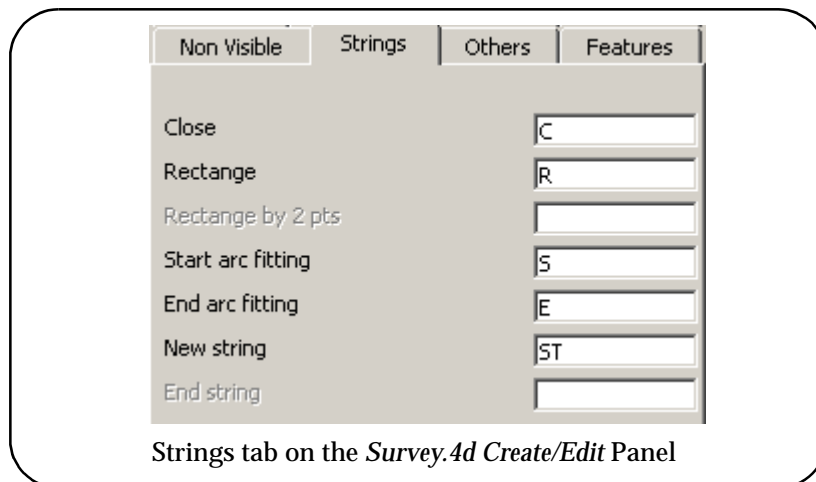 Non Visible Strings Others Features
Close C
Rectange R
Rectange by 2 pts
Start arc fitting S
End arc fitting E
New string ST
End string
Strings tab on the Survey.4d Create/Edit Panel